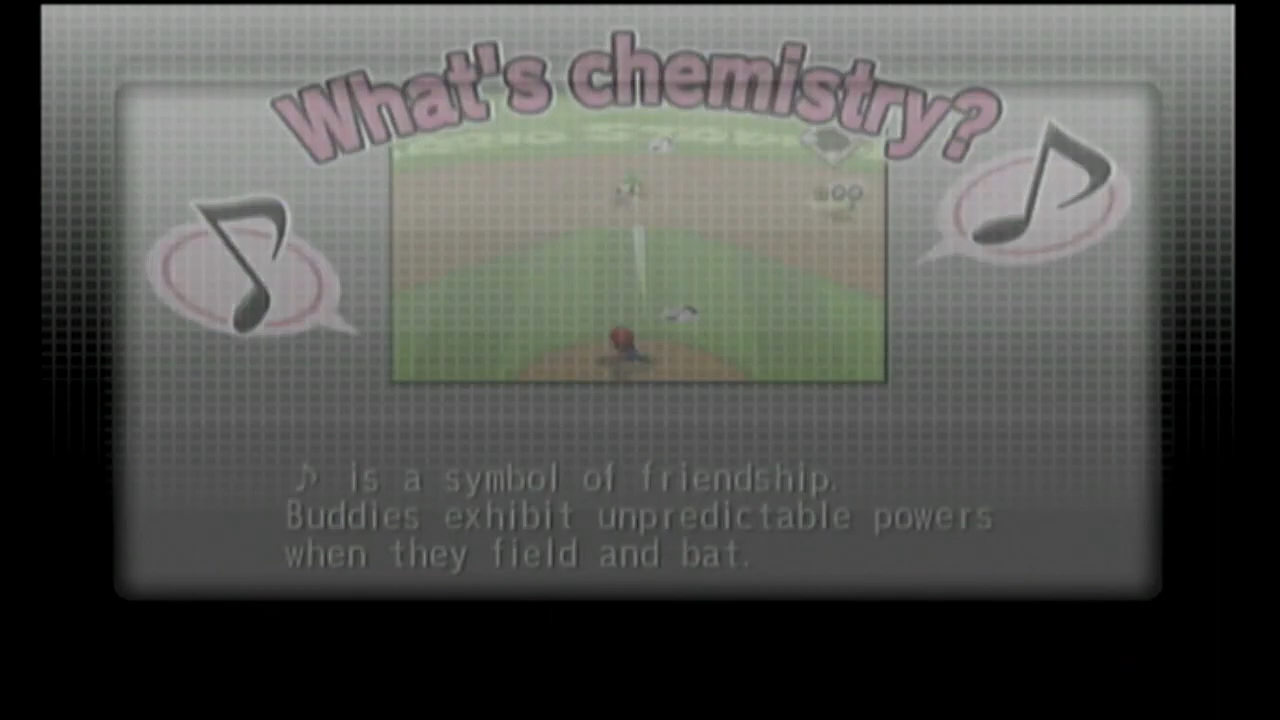 What's chemistry?
♪ is a symbol of friendship.
Buddies exhibit unpredictable powers
when they field and bat.